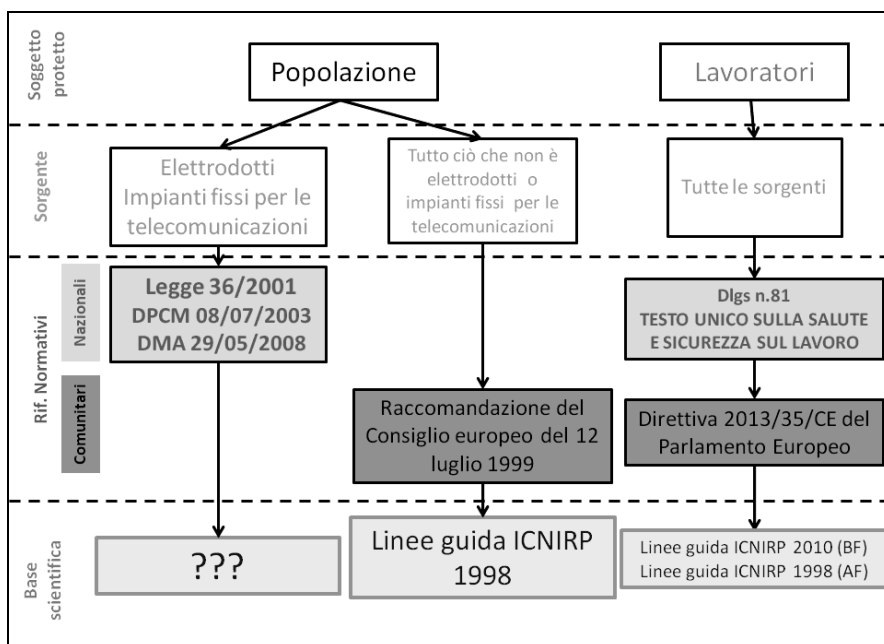 Soggetto
protetto
Popolazione
Lavoratori
Sorgente
Elettrodotti
Impianti fissi per le
telecomunicazioni
Tutto ciò che non è
elettrodotti o
impianti fissi per le
telecomunicazioni
Tutte le sorgenti
Rif. Normativi
Nazionali
Legge 36/2001
DPCM 08/07/2003
DMA 29/05/2008
Dlgs n.81
TESTO UNICO SULLA SALUTE
E SICUREZZA SUL LAVORO
Comunitari
Raccomandazione del
Consiglio europeo del 12
luglio 1999
Direttiva 2013/35/CE del
Parlamento Europeo
Base
scientifica
???
Linee guida ICNIRP
1998
Linee guida ICNIRP 2010 (BF)
Linee guida ICNIRP 1998 (AF)